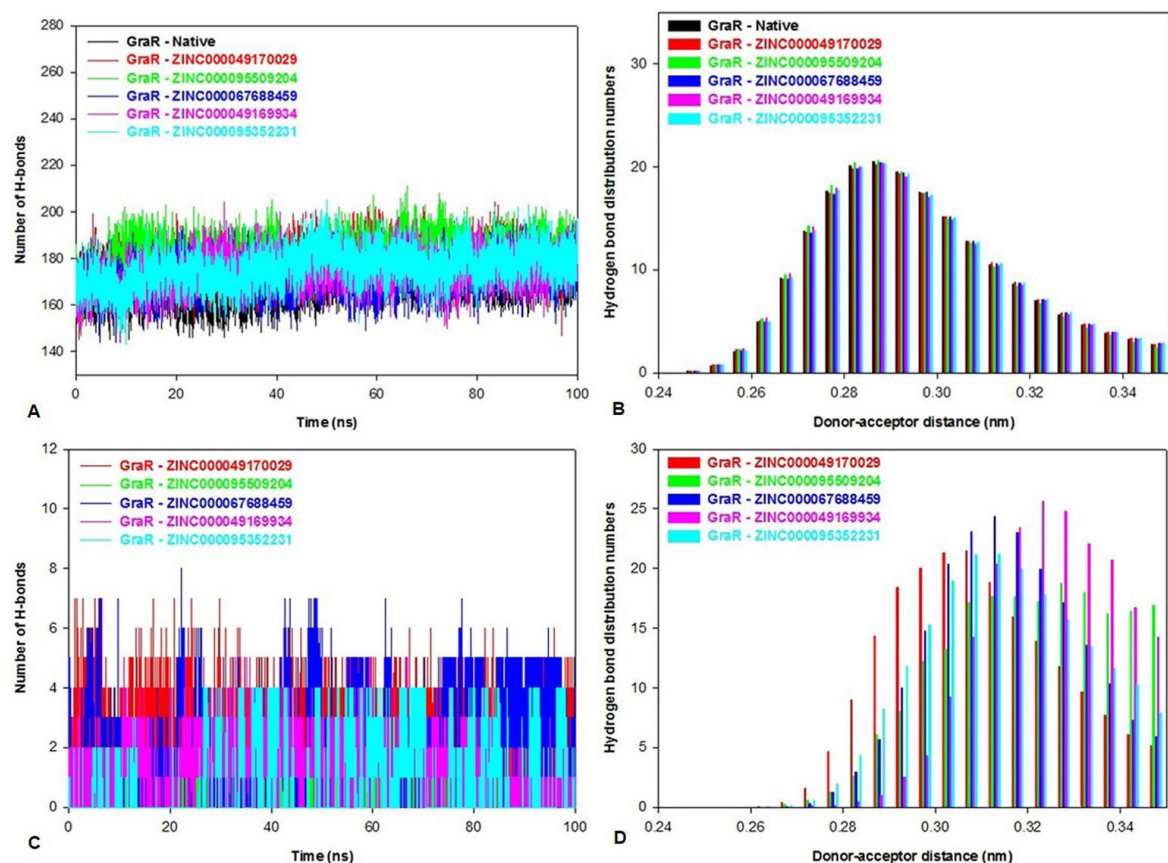 280
260
240
220
200
180
160
140
Number of H-bonds
GraR - Native
GraR - ZINC000049170029
GraR - ZINC000095509204
GraR - ZINC000067688459
GraR - ZINC000049169934
GraR - ZINC000095352231
0 20 40 60 80 100
Time (ns)
A
30
20
10
0
Hydrogen bond distribution numbers
GraR - Native
GraR - ZINC000049170029
GraR - ZINC000095509204
GraR - ZINC000067688459
GraR - ZINC000049169934
GraR - ZINC000095352231
0.24 0.26 0.28 0.30 0.32 0.34
Donor-acceptor distance (nm)
B
12
10
8
6
4
2
0
Number of H-bonds
GraR - ZINC000049170029
GraR - ZINC000095509204
GraR - ZINC000067688459
GraR - ZINC000049169934
GraR - ZINC000095352231
0 20 40 60 80 100
Time (ns)
C
30
25
20
15
10
5
0
Hydrogen bond distribution numbers
GraR - ZINC000049170029
GraR - ZINC000095509204
GraR - ZINC000067688459
GraR - ZINC000049169934
GraR - ZINC000095352231
0.24 0.26 0.28 0.30 0.32 0.34
Donor-acceptor distance (nm)
D